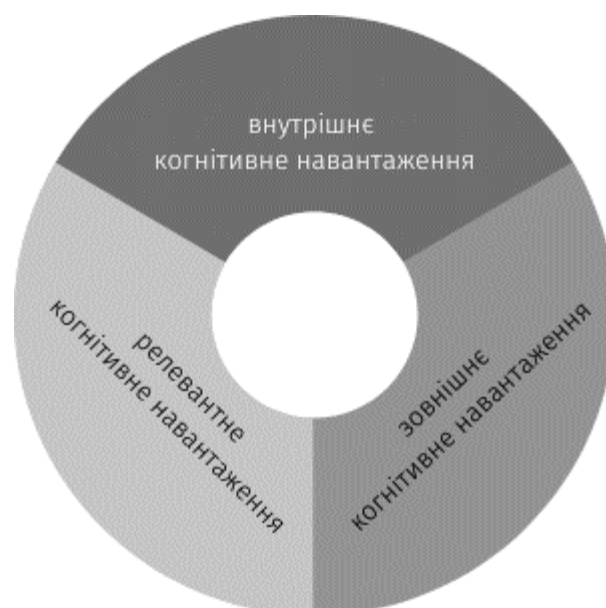 внутрішнє
когнітивне навантаження
релевантне
когнітивне навантаження
зовнішнє
когнітивне навантаження